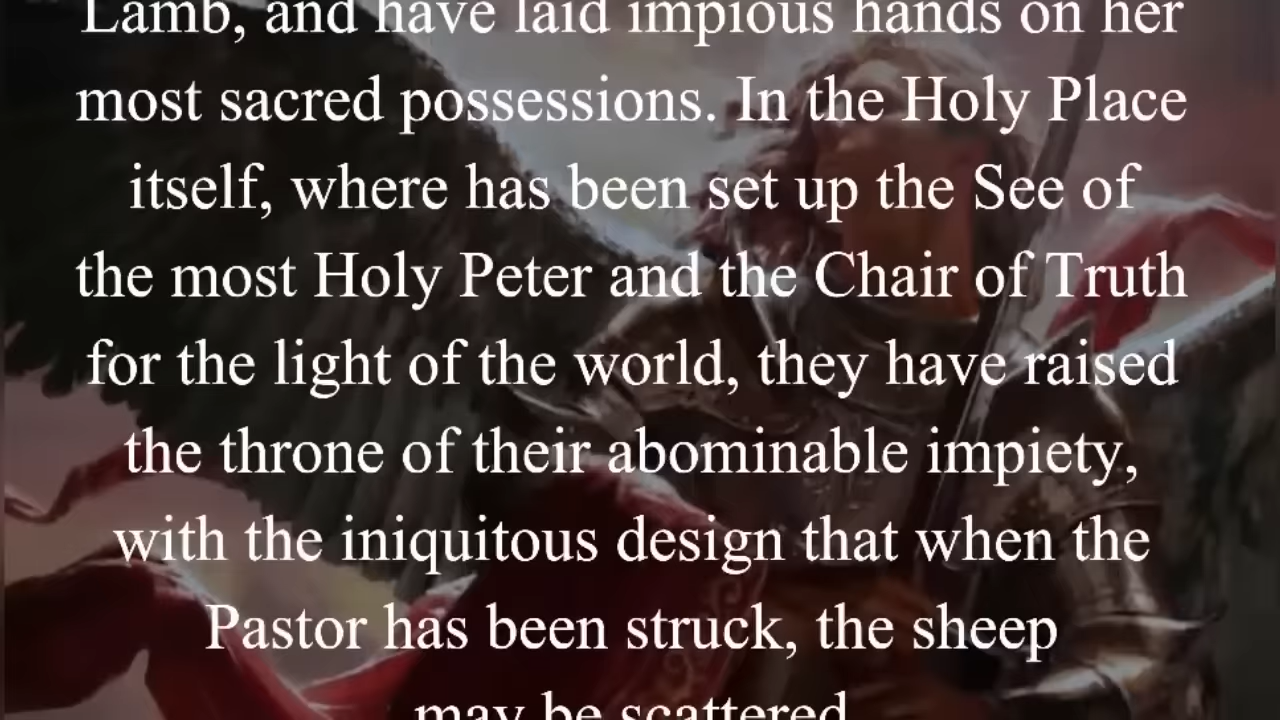 Lamb, and have laid impious hands on her
most sacred possessions. In the Holy Place
itself, where has been set up the See of
the most Holy Peter and the Chair of Truth
for the light of the world, they have raised
the throne of their abominable impiety,
with the iniquitous design that when the
Pastor has been struck, the sheep
may be scattered